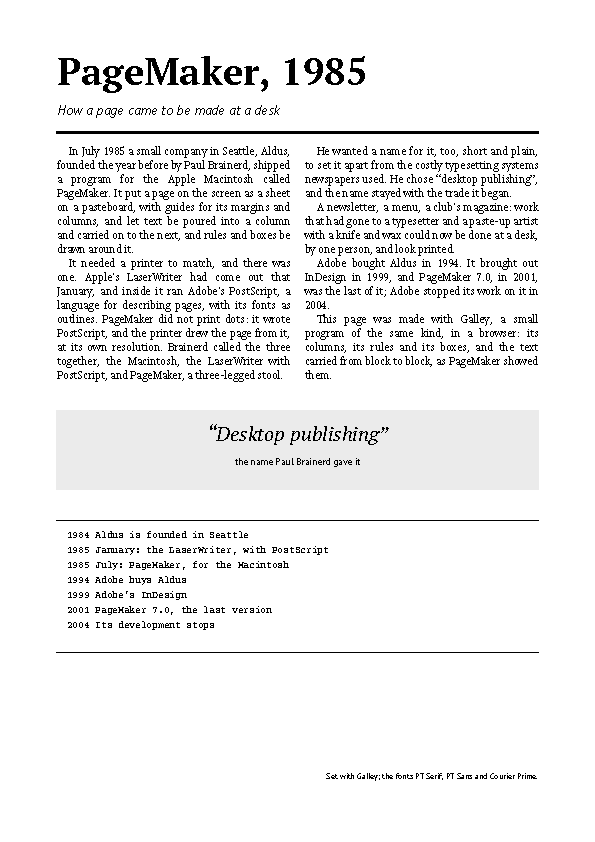 PageMaker, 1985
How a page came to be made at a desk
In July 1985 a small company in Seattle, Aldus,
founded the year before by Paul Brainerd, shipped
a program for the Apple Macintosh called
PageMaker. It put a page on the screen as a sheet
on a pasteboard, with guides for its margins and
columns, and let text be poured into a column
and carried on to the next, and rules and boxes be
drawn around it.
It needed a printer to match, and there was
one. Apple's LaserWriter had come out that
January, and inside it ran Adobe's PostScript, a
language for describing pages, with its fonts as
outlines. PageMaker did not print dots: it wrote
PostScript, and the printer drew the page from it,
at its own resolution. Brainerd called the three
together, the Macintosh, the LaserWriter with
PostScript, and PageMaker, a three-legged stool.
He wanted a name for it, too, short and plain,
to set it apart from the costly typesetting systems
newspapers used. He chose “desktop publishing”,
and the name stayed with the trade it began.
A newsletter, a menu, a club's magazine: work
that had gone to a typesetter and a paste-up artist
with a knife and wax could now be done at a desk,
by one person, and look printed.
Adobe bought Aldus in 1994. It brought out
InDesign in 1999, and PageMaker 7.0, in 2001,
was the last of it; Adobe stopped its work on it in
2004.
This page was made with Galley, a small
program of the same kind, in a browser: its
columns, its rules and its boxes, and the text
carried from block to block, as PageMaker showed
them.
“Desktop publishing”
the name Paul Brainerd gave it
1984 Aldus is founded in Seattle
1985 January: the LaserWriter, with PostScript
1985 July: PageMaker, for the Macintosh
1994 Adobe buys Aldus
1999 Adobe's InDesign
2001 PageMaker 7.0, the last version
2004 Its development stops
Set with Galley; the fonts PT Serif, PT Sans and Courier Prime.